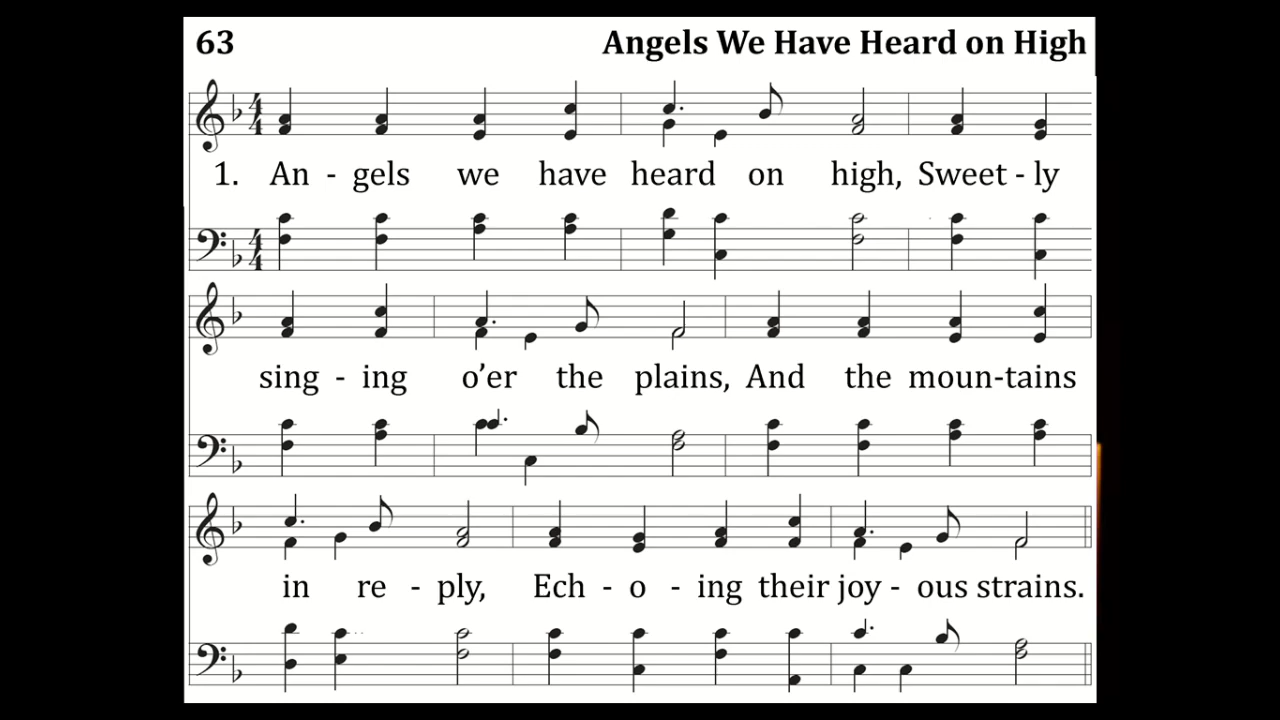 63 Angels We Have Heard on High
1. An - gels we have heard on high, Sweet - ly
sing - ing o’er the plains, And the moun-tains
in re - ply, Ech - o - ing their joy - ous strains.